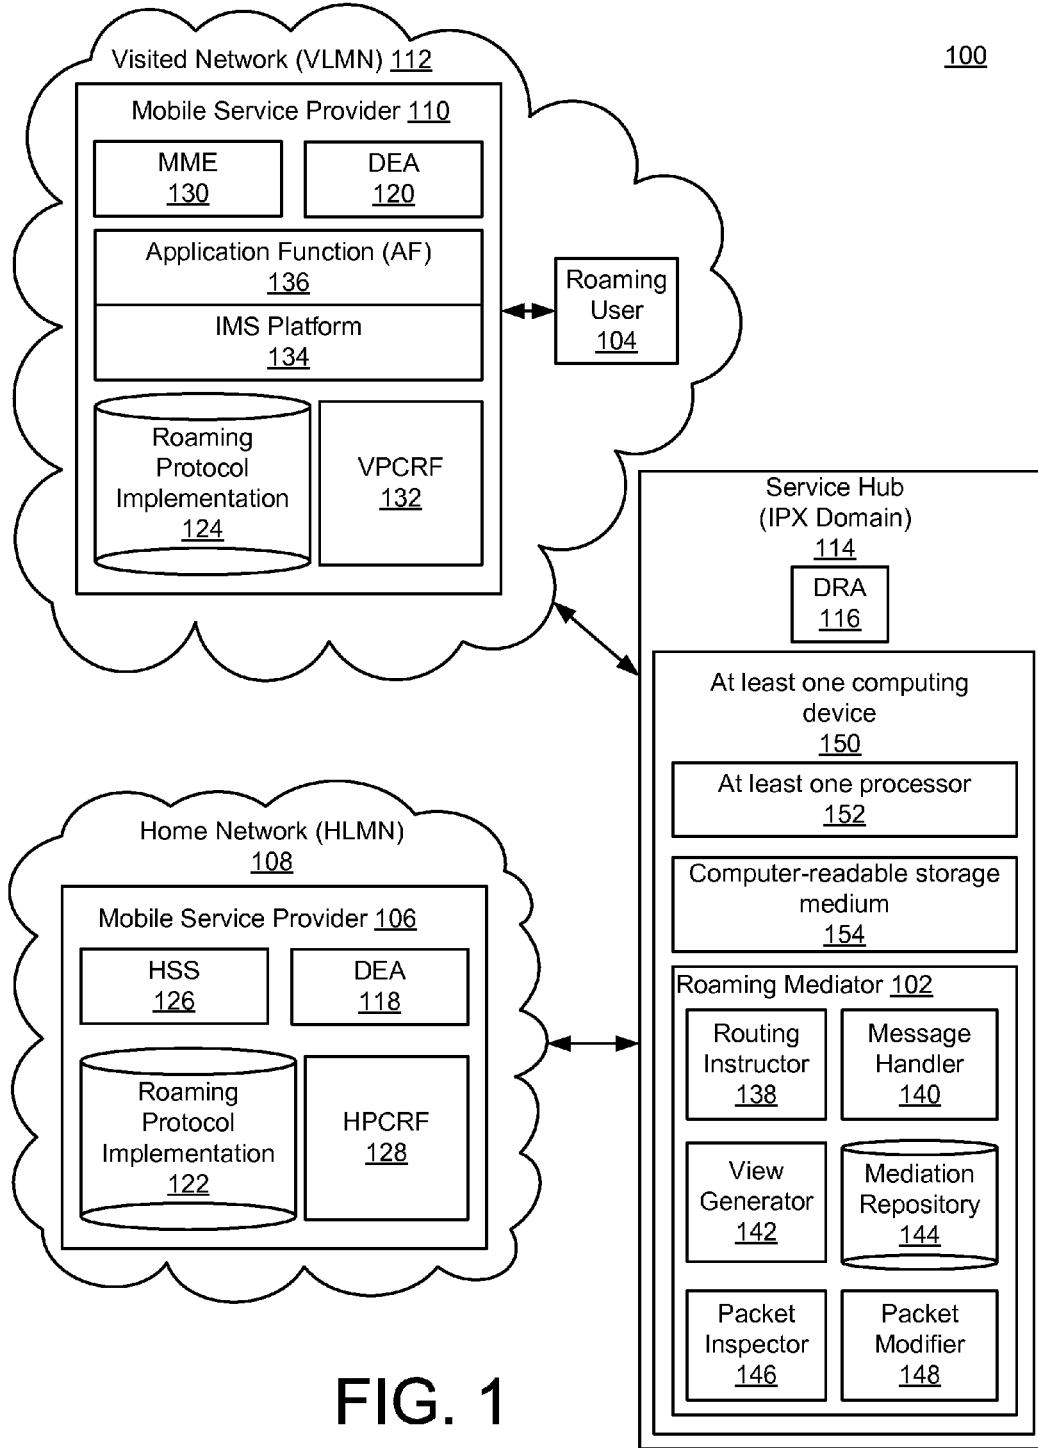 100
Visited Network (VLMN) 112
Mobile Service Provider 110
MME
130
DEA
120
Application Function (AF)
136
IMS Platform
134
Roaming
Protocol
Implementation
124
VPCRF
132
Roaming
User
104
Service Hub
(IPX Domain)
114
DRA
116
At least one computing
device
150
At least one processor
152
Computer-readable storage
medium
154
Roaming Mediator 102
Routing
Instructor
138
Message
Handler
140
View
Generator
142
Mediation
Repository
144
Packet
Inspector
146
Packet
Modifier
148
Home Network (HLMN)
108
Mobile Service Provider 106
HSS
126
DEA
118
Roaming
Protocol
Implementation
122
HPCRF
128
FIG. 1